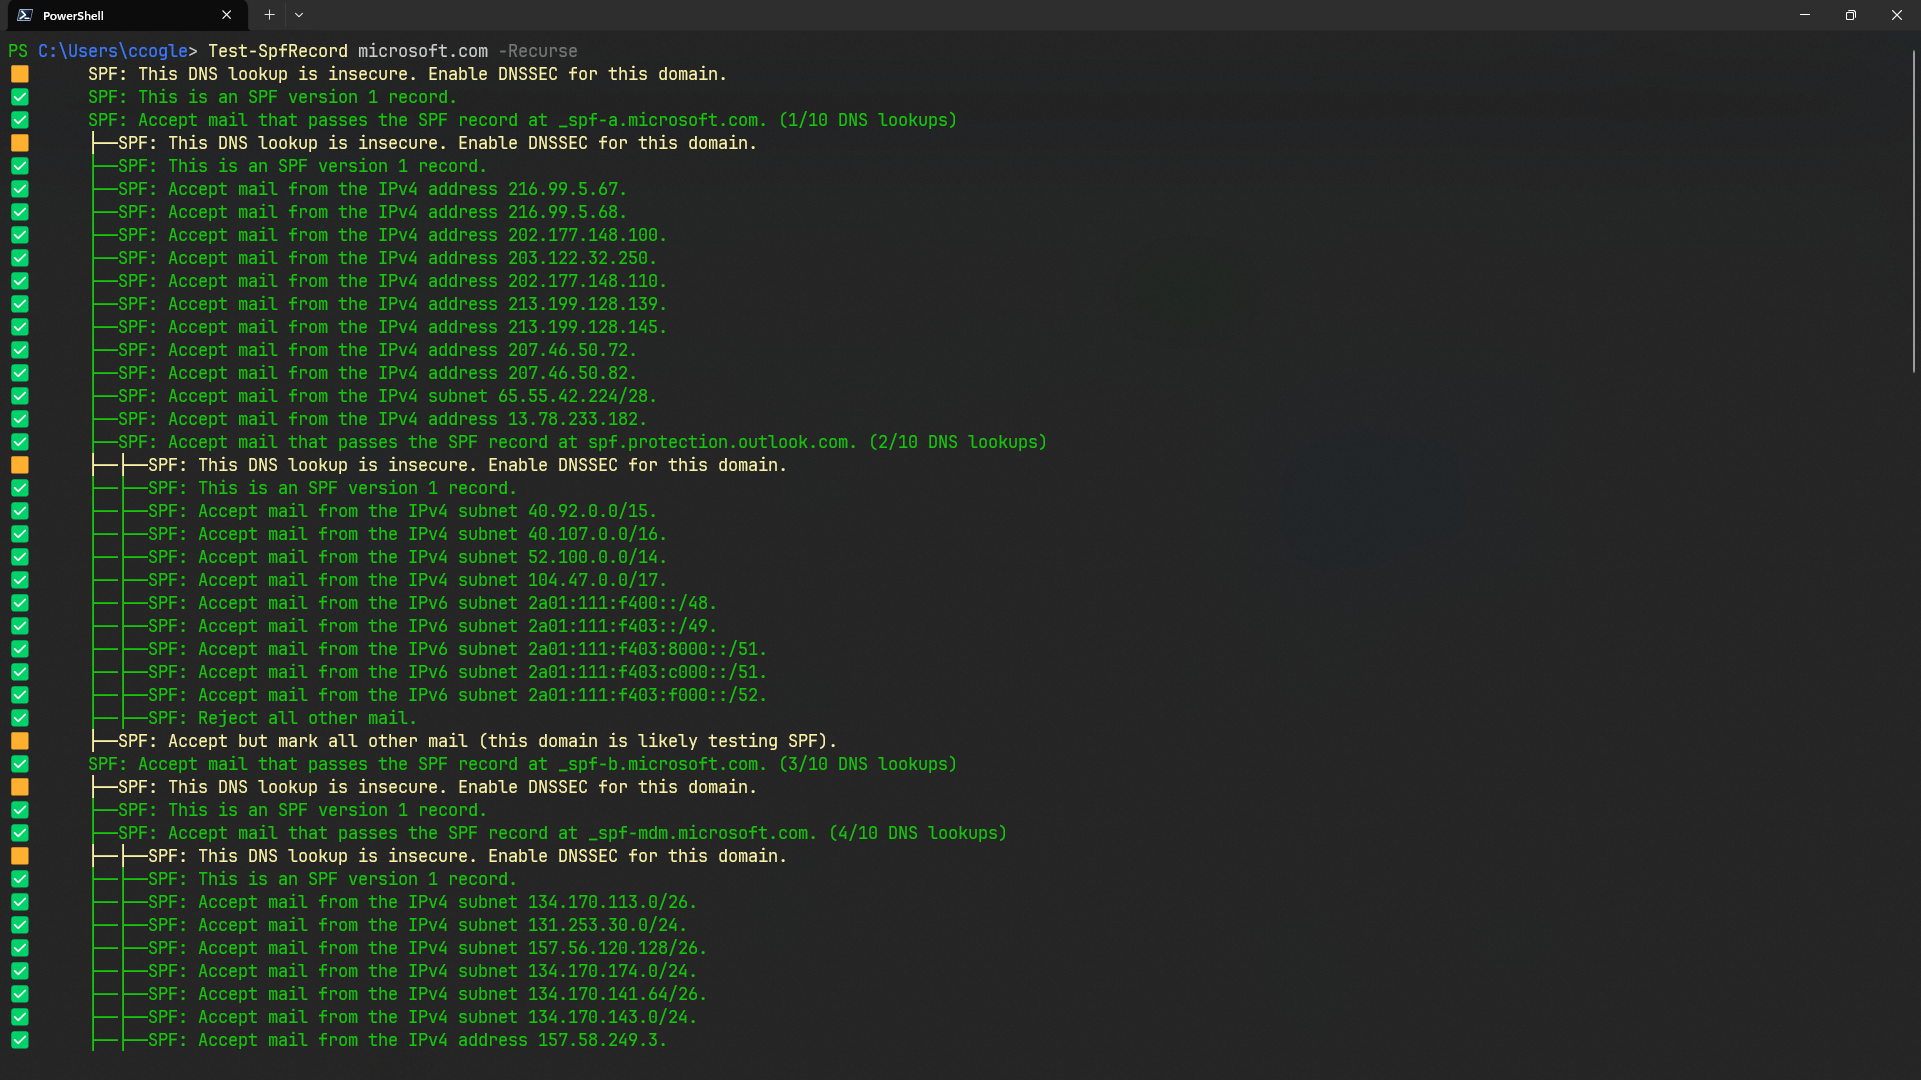 PowerShell
PS C:\Users\ccogle> Test-SpfRecord microsoft.com -Recurse
SPF: This DNS lookup is insecure. Enable DNSSEC for this domain.
SPF: This is an SPF version 1 record.
SPF: Accept mail that passes the SPF record at _spf-a.microsoft.com. (1/10 DNS lookups)
├──SPF: This DNS lookup is insecure. Enable DNSSEC for this domain.
├──SPF: This is an SPF version 1 record.
├──SPF: Accept mail from the IPv4 address 216.99.5.67.
├──SPF: Accept mail from the IPv4 address 216.99.5.68.
├──SPF: Accept mail from the IPv4 address 202.177.148.100.
├──SPF: Accept mail from the IPv4 address 203.122.32.250.
├──SPF: Accept mail from the IPv4 address 202.177.148.110.
├──SPF: Accept mail from the IPv4 address 213.199.128.139.
├──SPF: Accept mail from the IPv4 address 213.199.128.145.
├──SPF: Accept mail from the IPv4 address 207.46.50.72.
├──SPF: Accept mail from the IPv4 address 207.46.50.82.
├──SPF: Accept mail from the IPv4 subnet 65.55.42.224/28.
├──SPF: Accept mail from the IPv4 address 13.78.233.182.
├──SPF: Accept mail that passes the SPF record at spf.protection.outlook.com. (2/10 DNS lookups)
├──├──SPF: This DNS lookup is insecure. Enable DNSSEC for this domain.
├──├──SPF: This is an SPF version 1 record.
├──├──SPF: Accept mail from the IPv4 subnet 40.92.0.0/15.
├──├──SPF: Accept mail from the IPv4 subnet 40.107.0.0/16.
├──├──SPF: Accept mail from the IPv4 subnet 52.100.0.0/14.
├──├──SPF: Accept mail from the IPv4 subnet 104.47.0.0/17.
├──├──SPF: Accept mail from the IPv6 subnet 2a01:111:f400::/48.
├──├──SPF: Accept mail from the IPv6 subnet 2a01:111:f403::/49.
├──├──SPF: Accept mail from the IPv6 subnet 2a01:111:f403:8000::/51.
├──├──SPF: Accept mail from the IPv6 subnet 2a01:111:f403:c000::/51.
├──├──SPF: Accept mail from the IPv6 subnet 2a01:111:f403:f000::/52.
├──├──SPF: Reject all other mail.
├──SPF: Accept but mark all other mail (this domain is likely testing SPF).
SPF: Accept mail that passes the SPF record at _spf-b.microsoft.com. (3/10 DNS lookups)
├──SPF: This DNS lookup is insecure. Enable DNSSEC for this domain.
├──SPF: This is an SPF version 1 record.
├──SPF: Accept mail that passes the SPF record at _spf-mdm.microsoft.com. (4/10 DNS lookups)
├──├──SPF: This DNS lookup is insecure. Enable DNSSEC for this domain.
├──├──SPF: This is an SPF version 1 record.
├──├──SPF: Accept mail from the IPv4 subnet 134.170.113.0/26.
├──├──SPF: Accept mail from the IPv4 subnet 131.253.30.0/24.
├──├──SPF: Accept mail from the IPv4 subnet 157.56.120.128/26.
├──├──SPF: Accept mail from the IPv4 subnet 134.170.174.0/24.
├──├──SPF: Accept mail from the IPv4 subnet 134.170.141.64/26.
├──├──SPF: Accept mail from the IPv4 subnet 134.170.143.0/24.
├──├──SPF: Accept mail from the IPv4 address 157.58.249.3.